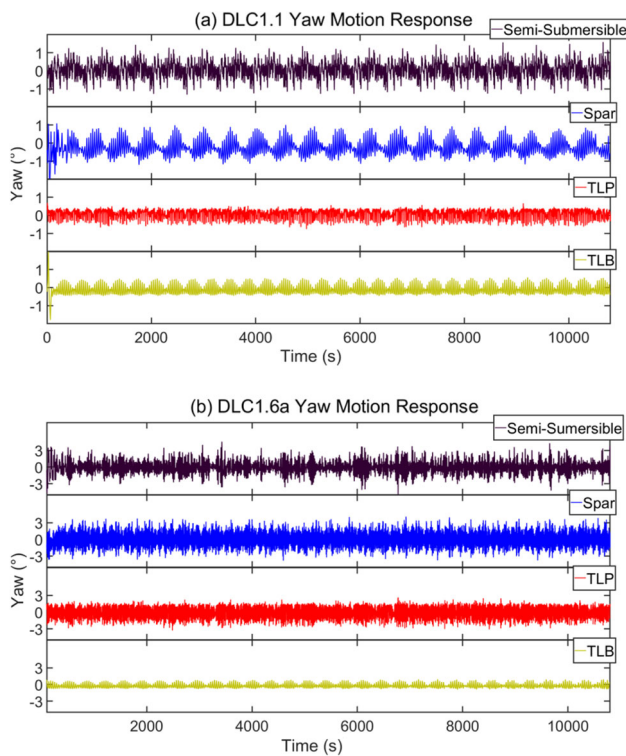 (a) DLC1.1 Yaw Motion Response
Semi-Submersible
1
0
-1
Spar
1
0
-1
TLP
1
0
-1
TLB
1
0
-1
Yaw (°)
0 2000 4000 6000 8000 10000
Time (s)
(b) DLC1.6a Yaw Motion Response
Semi-Sumersible
3
0
-3
Spar
3
0
-3
TLP
3
0
-3
TLB
3
0
-3
Yaw (°)
2000 4000 6000 8000 10000
Time (s)